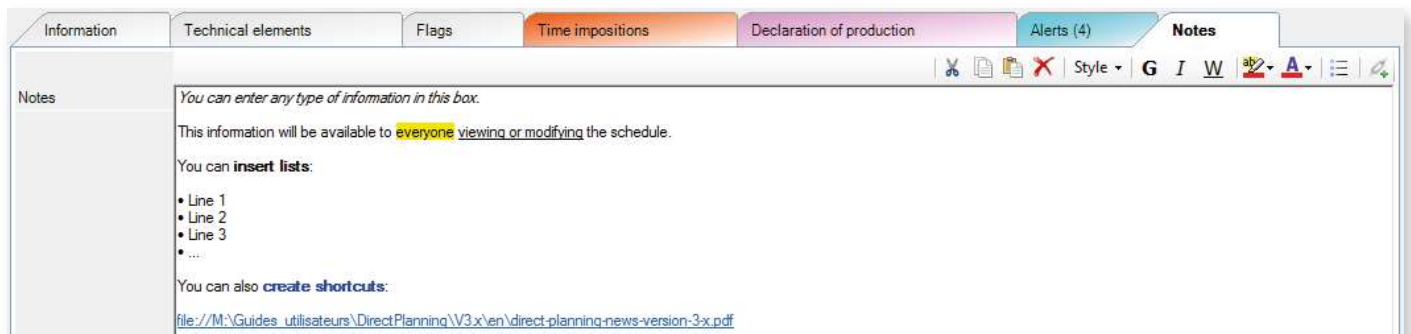 Information Technical elements Flags Time impositions Declaration of production Alerts (4) Notes
Style G I W ab A
Notes
You can enter any type of information in this box.
This information will be available to everyone viewing or modifying the schedule.
You can insert lists:
• Line 1
• Line 2
• Line 3
• ...
You can also create shortcuts:
file://M:\Guides_utilisateurs\DirectPlanning\V3.x\en\direct-planning-news-version-3-x.pdf